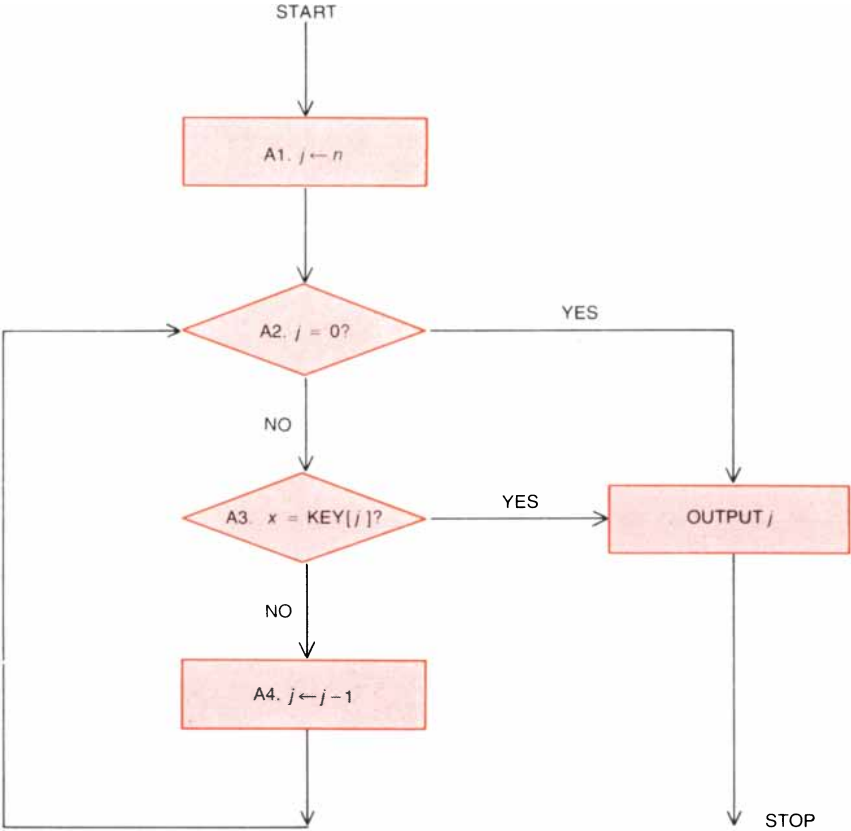 START
A1. j ← n
A2. j = 0?
YES
NO
A3. x = KEY[j]?
YES
OUTPUT j
NO
A4. j ← j – 1
STOP